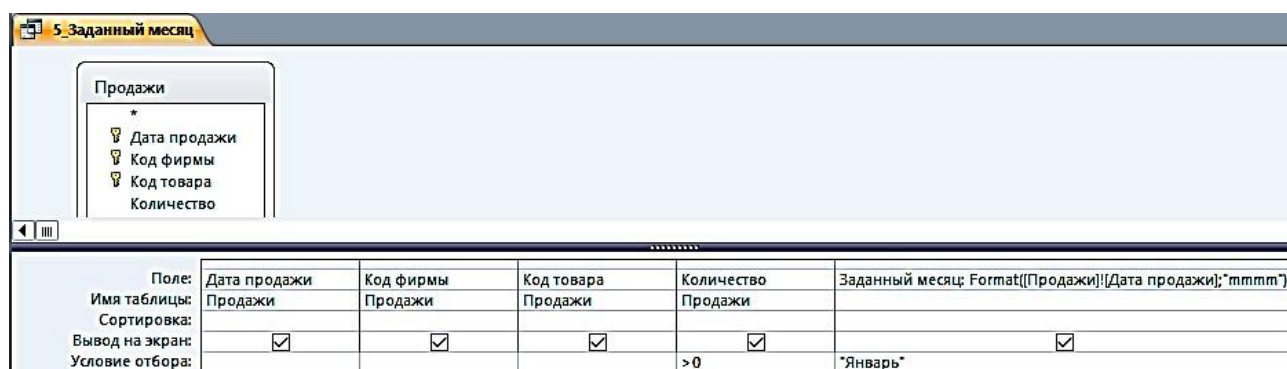 5_Заданный месяц
Продажи
*
Дата продажи
Код фирмы
Код товара
Количество
Поле: Дата продажи Код фирмы Код товара Количество Заданный месяц: Format([Продажи]![Дата продажи];"mmmm")
Имя таблицы: Продажи Продажи Продажи Продажи
Сортировка:
Вывод на экран:
Условие отбора: >0 "Январь"